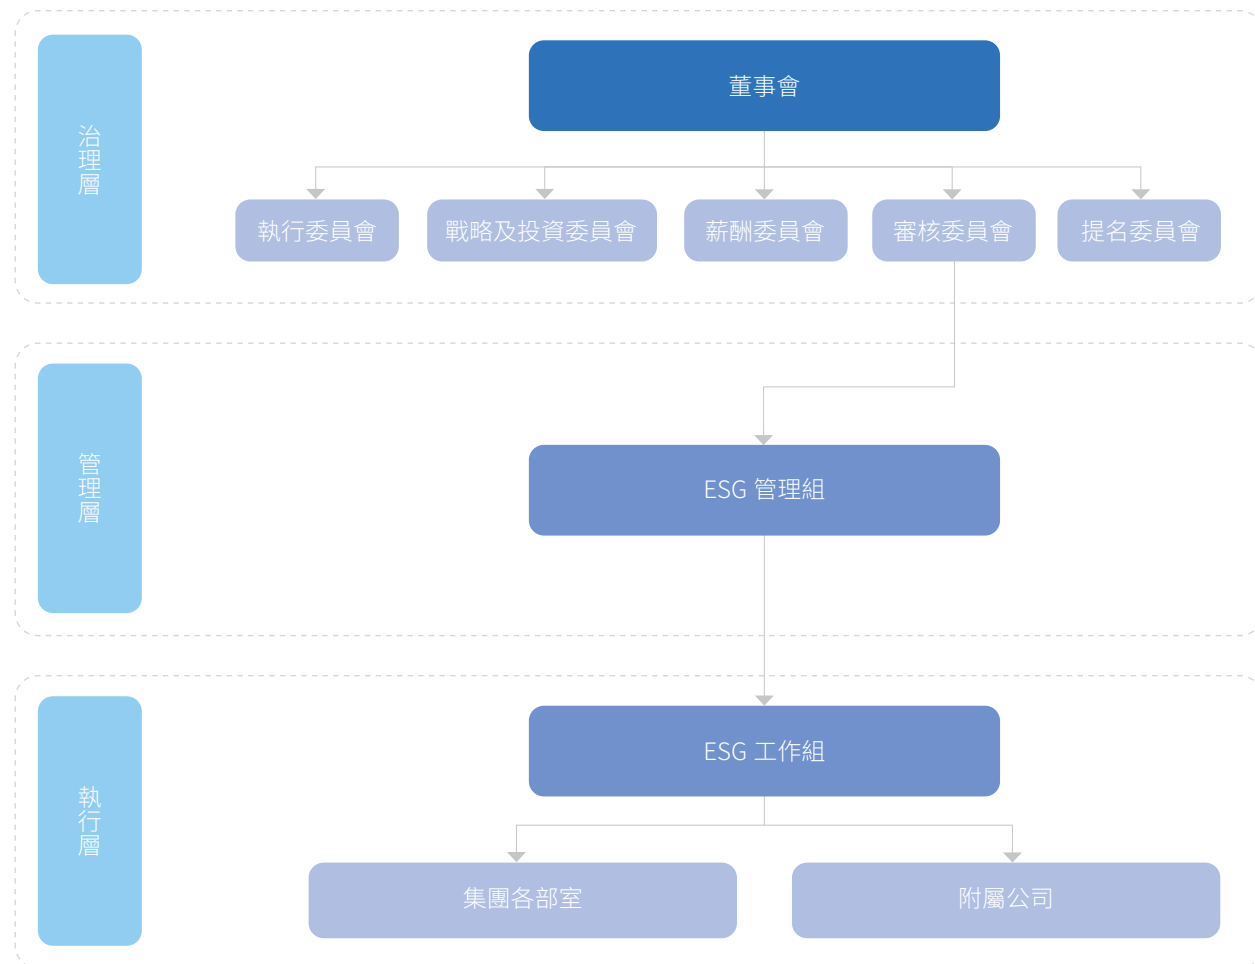 治理層
董事會
執行委員會
戰略及投資委員會
薪酬委員會
審核委員會
提名委員會
管理層
ESG 管理組
執行層
ESG 工作組
集團各部室
附屬公司